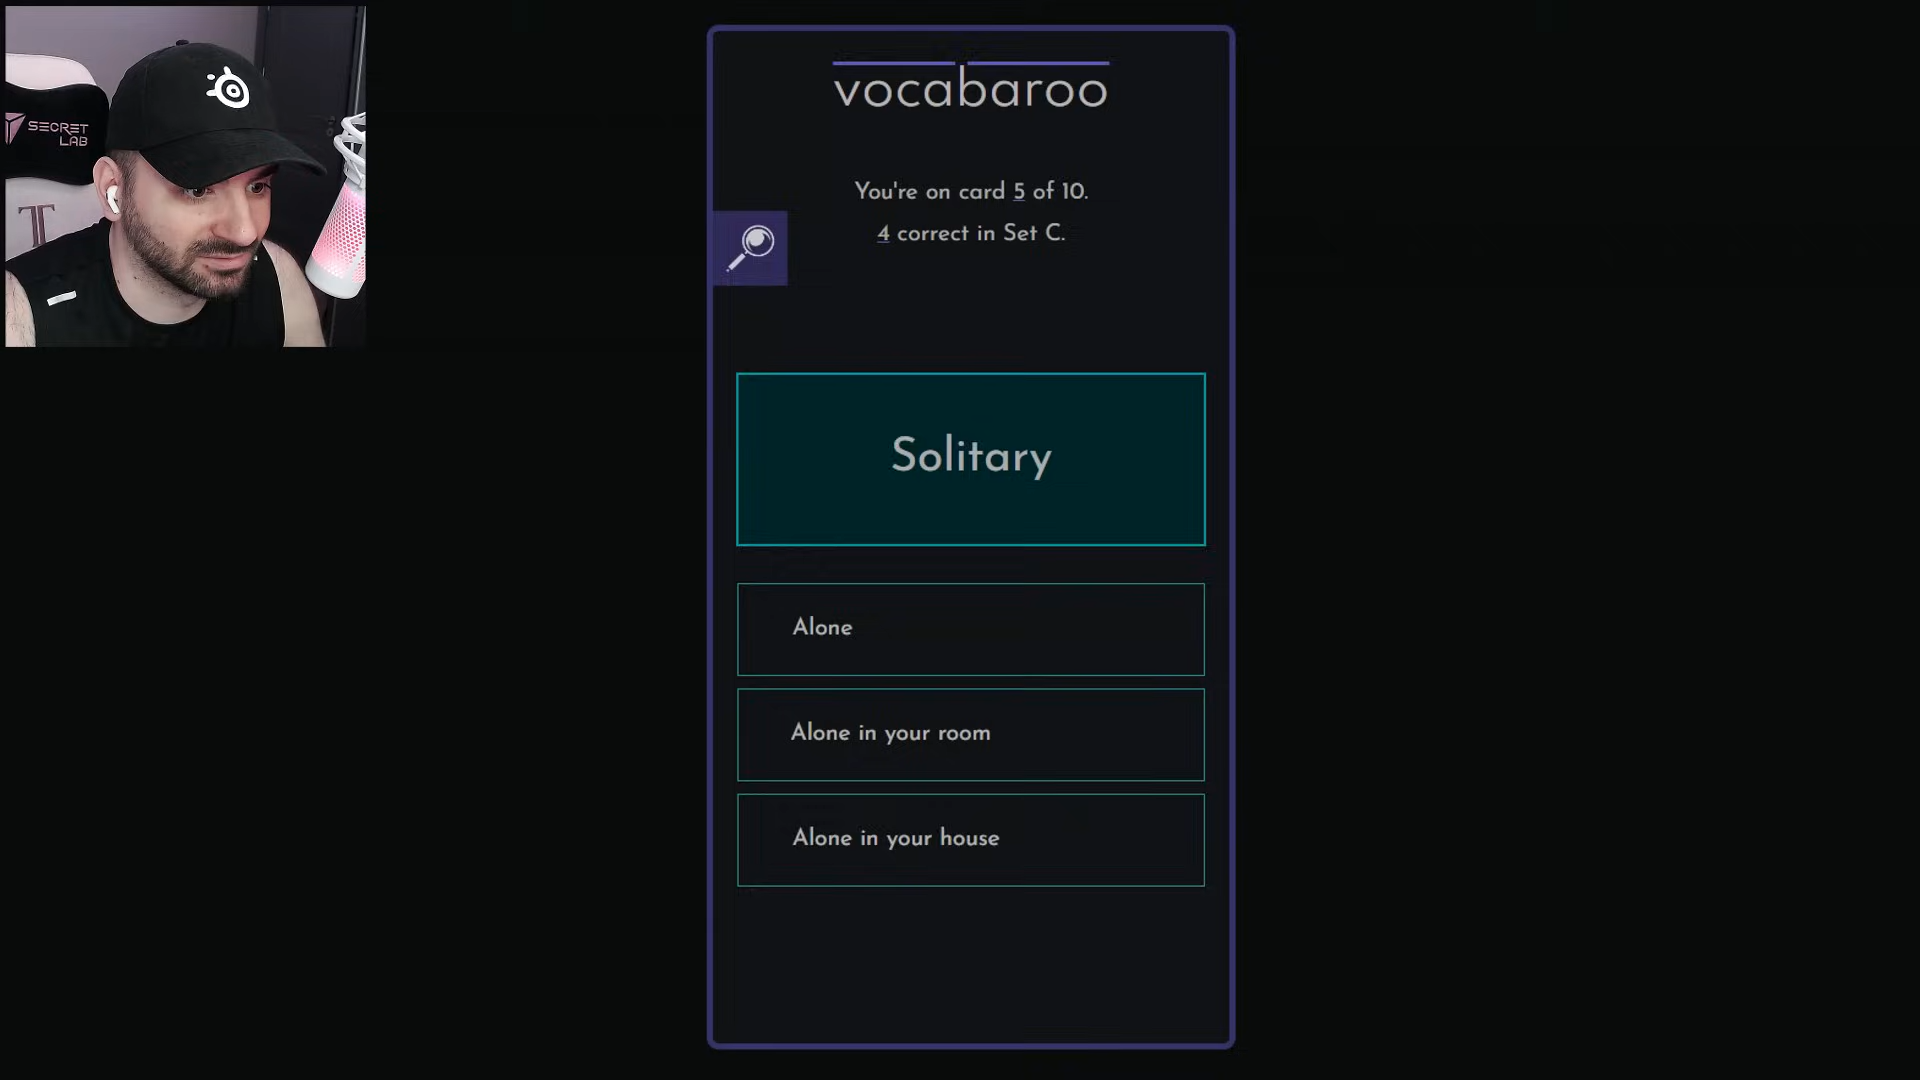 SECRET
LAB
T
vocabaroo
You're on card 5 of 10.
4 correct in Set C.
Solitary
Alone
Alone in your room
Alone in your house